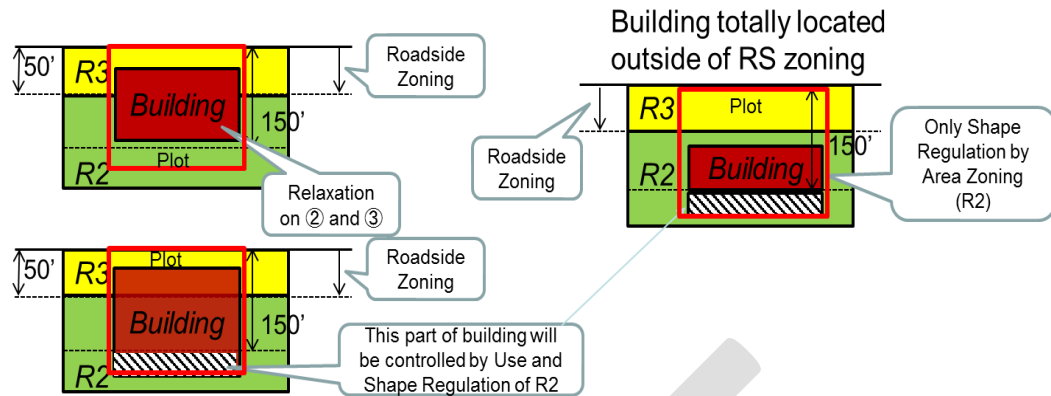 50’
R3
Building
150’
Plot
R2
Roadside
Zoning
Relaxation
on ② and ③
50’
Plot
R3
Building
150’
R2
Roadside
Zoning
This part of building will
be controlled by Use and
Shape Regulation of R2
Building totally located
outside of RS zoning
R3
Plot
150’
R2
Building
Roadside
Zoning
Only Shape
Regulation by
Area Zoning
(R2)